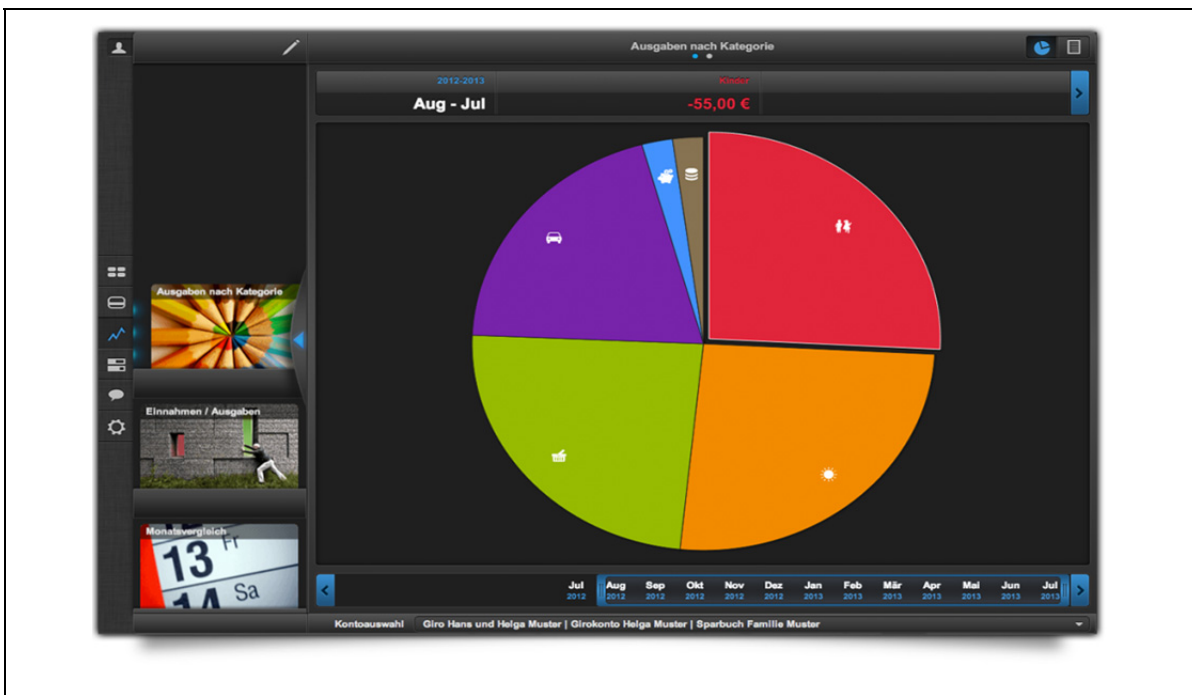 Ausgaben nach Kategorie
2012-2013
Aug - Jul
Kinder
-55,00 €
Ausgaben nach Kategorie
Einnahmen / Ausgaben
Monatsvergleich
13 Fr
14 Sa
Jul Aug Sep Okt Nov Dez Jan Feb Mär Apr Mai Jun Jul
2012 2012 2012 2012 2012 2012 2013 2013 2013 2013 2013 2013 2013
Kontoauswahl Giro Hans und Helga Muster | Girokonto Helga Muster | Sparbuch Familie Muster